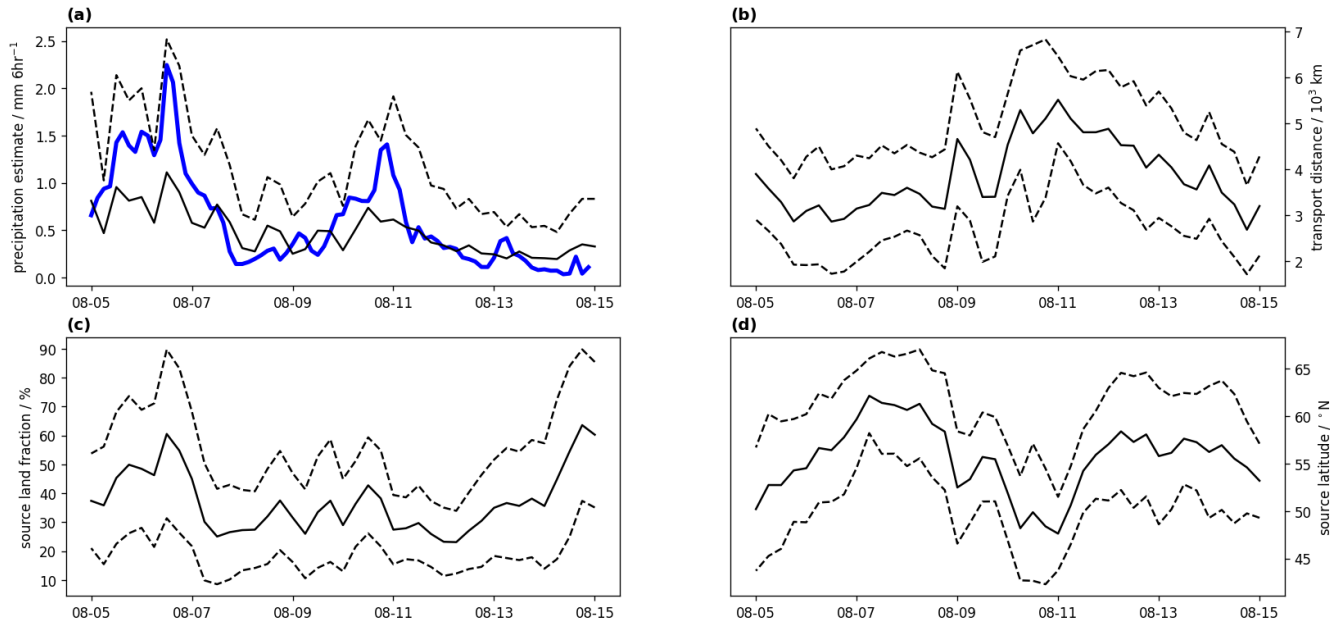 (a)
precipitation estimate / mm 6hr⁻¹
2.5
2.0
1.5
1.0
0.5
0.0
08-05 08-07 08-09 08-11 08-13 08-15
(b)
transport distance / 10³ km
7
6
5
4
3
2
08-05 08-07 08-09 08-11 08-13 08-15
(c)
source land fraction / %
90
80
70
60
50
40
30
20
10
08-05 08-07 08-09 08-11 08-13 08-15
(d)
source latitude / °N
65
60
55
50
45
08-05 08-07 08-09 08-11 08-13 08-15